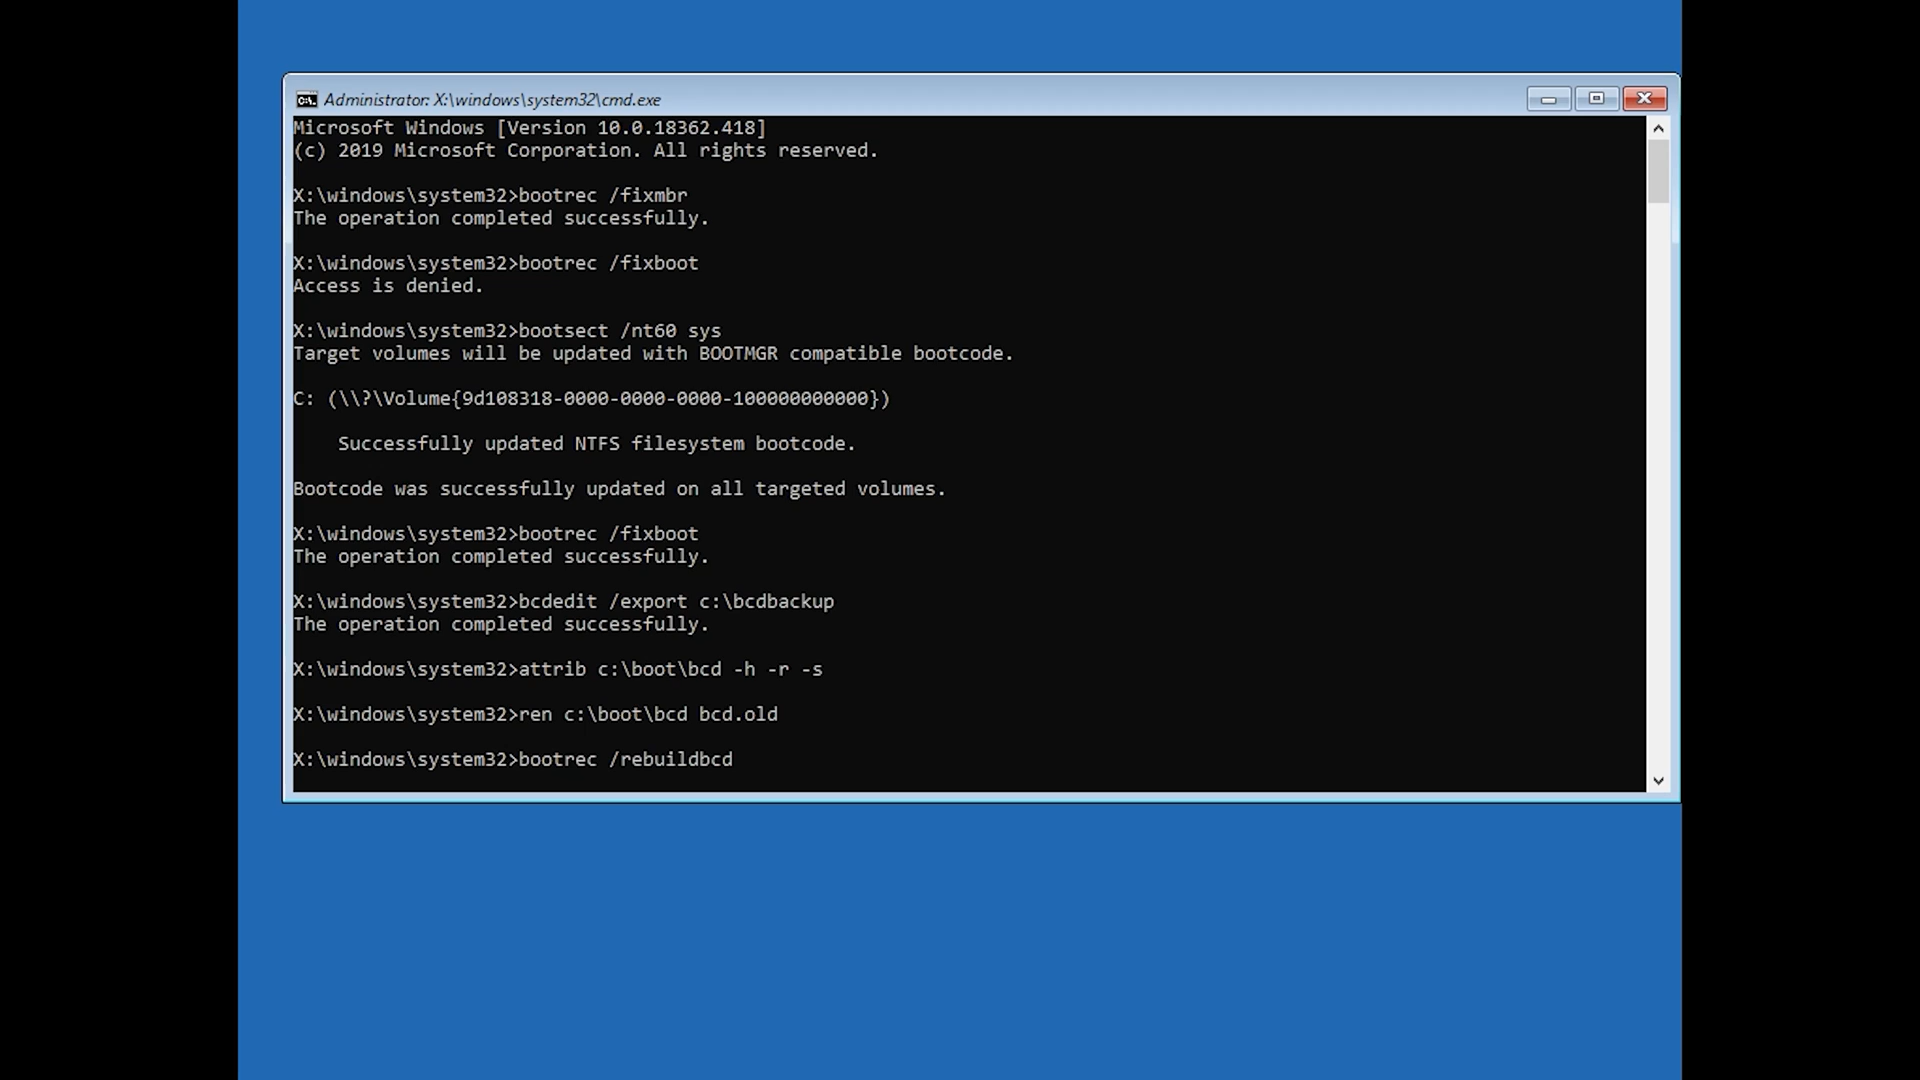 Administrator: X:\windows\system32\cmd.exe
Microsoft Windows [Version 10.0.18362.418]
(c) 2019 Microsoft Corporation. All rights reserved.
X:\windows\system32>bootrec /fixmbr
The operation completed successfully.
X:\windows\system32>bootrec /fixboot
Access is denied.
X:\windows\system32>bootsect /nt60 sys
Target volumes will be updated with BOOTMGR compatible bootcode.
C: (\\?\Volume{9d108318-0000-0000-0000-100000000000})
Successfully updated NTFS filesystem bootcode.
Bootcode was successfully updated on all targeted volumes.
X:\windows\system32>bootrec /fixboot
The operation completed successfully.
X:\windows\system32>bcdedit /export c:\bcdbackup
The operation completed successfully.
X:\windows\system32>attrib c:\boot\bcd -h -r -s
X:\windows\system32>ren c:\boot\bcd bcd.old
X:\windows\system32>bootrec /rebuildbcd